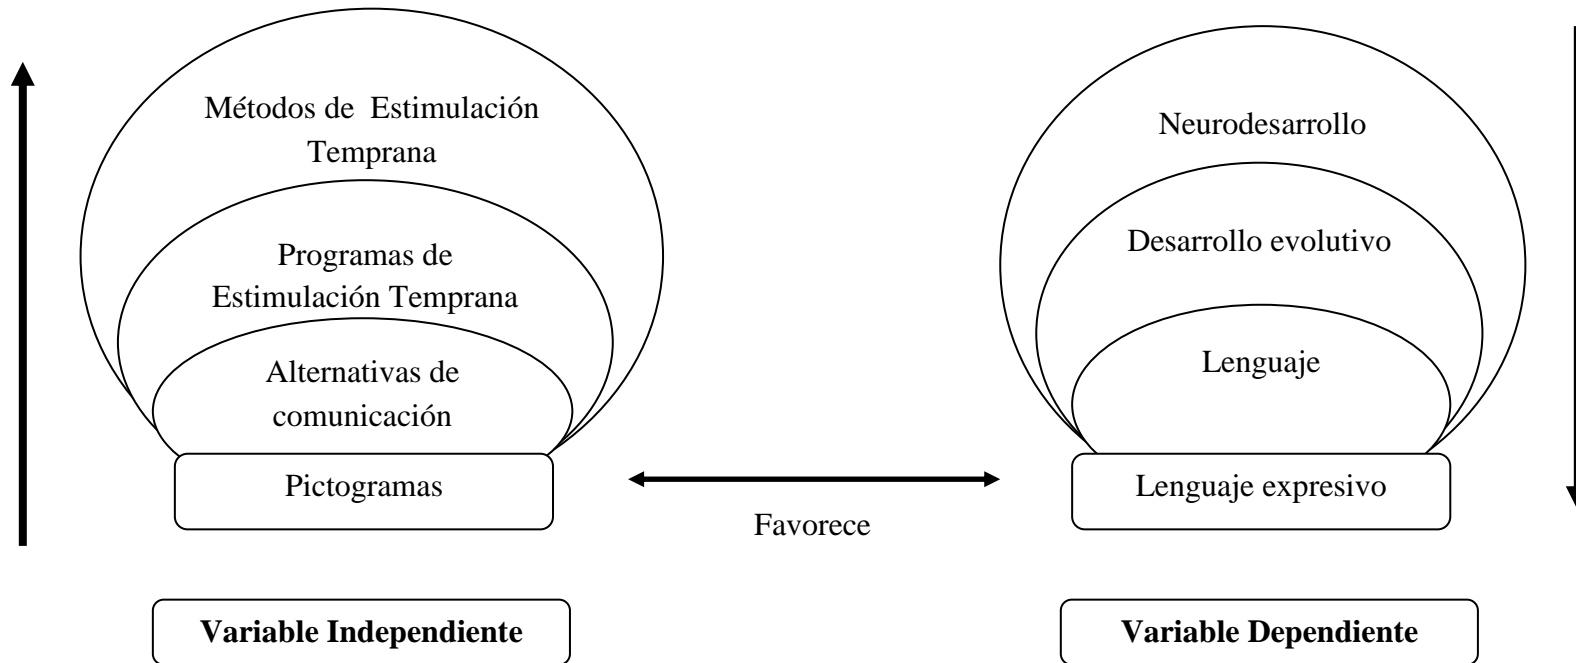 Métodos de Estimulación
Temprana
Programas de
Estimulación Temprana
Alternativas de
comunicación
Pictogramas
Favorece
Neurodesarrollo
Desarrollo evolutivo
Lenguaje
Lenguaje expresivo
Variable Independiente
Variable Dependiente